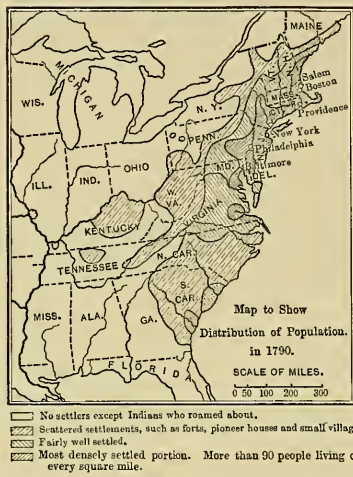 MAINE
MICHIGAN
WIS.
N.Y.
VT.
N.H.
Salem
Boston
Providence
New York
Philadelphia
Baltimore
DEL.
PENN.
MD.
ILL.
IND.
OHIO
W. VA.
VIRGINIA
KENTUCKY
TENNESSEE
N. CAR.
S. CAR.
MISS.
ALA.
GA.
FLORIDA
Map to Show
Distribution of Population.
in 1790.
SCALE OF MILES.
0 50 100 200 300
No settlers except Indians who roamed about.
Scattered settlements, such as forts, pioneer houses and small villag
Fairly well settled.
Most densely settled portion. More than 90 people living o
every square mile.